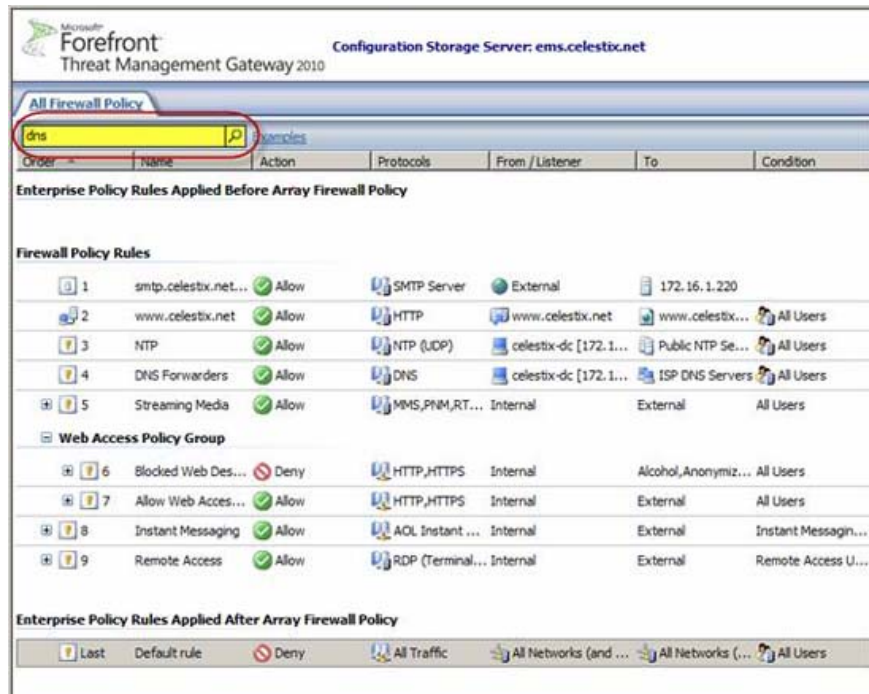 Microsoft
Forefront
Threat Management Gateway 2010
Configuration Storage Server: ems.celestix.net
All Firewall Policy
dns Examples
Order Name Action Protocols From / Listener To Condition
Enterprise Policy Rules Applied Before Array Firewall Policy
Firewall Policy Rules
1 smtp.celestix.net... Allow SMTP Server External 172.16.1.220
2 www.celestix.net Allow HTTP www.celestix.net www.celestix... All Users
3 NTP Allow NTP (UDP) celestix-dc [172.1... Public NTP Se... All Users
4 DNS Forwarders Allow DNS celestix-dc [172.1... ISP DNS Servers All Users
5 Streaming Media Allow MMS,PNM,RT... Internal External All Users
Web Access Policy Group
6 Blocked Web Des... Deny HTTP,HTTPS Internal Alcohol,Anonymiz... All Users
7 Allow Web Acces... Allow HTTP,HTTPS Internal External All Users
8 Instant Messaging Allow AOL Instant ... Internal External Instant Messagin...
9 Remote Access Allow RDP (Terminal... Internal External Remote Access U...
Enterprise Policy Rules Applied After Array Firewall Policy
Last Default rule Deny All Traffic All Networks (and ... All Networks (... All Users